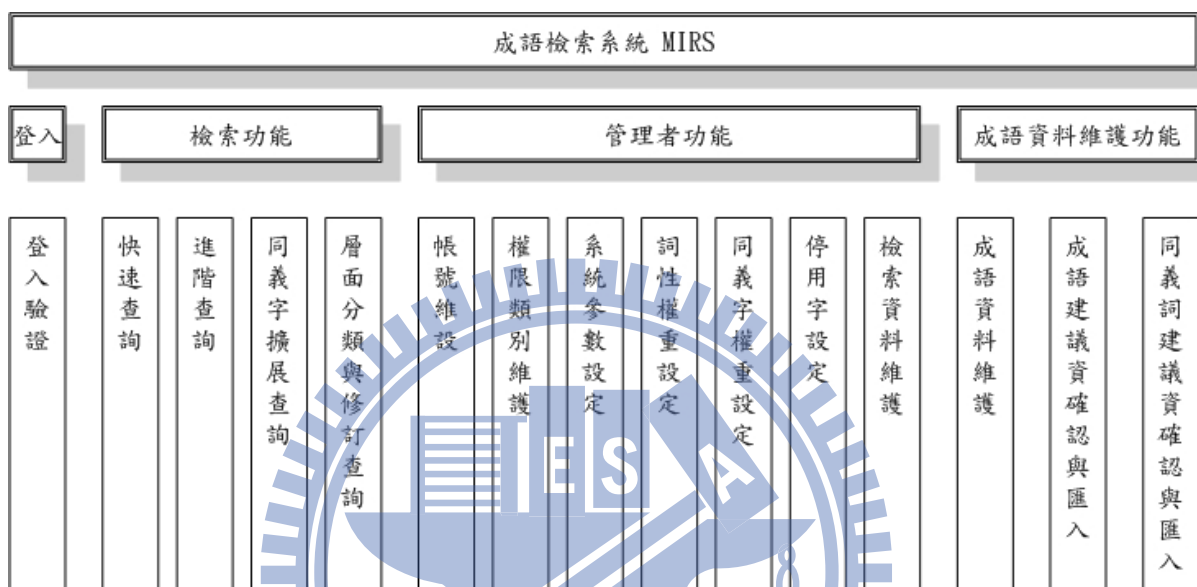 成語檢索系統 MIRS
登入
檢索功能
管理者功能
成語資料維護功能
登入驗證
快速查詢
進階查詢
同義字擴展查詢
層面分類與修訂查詢
帳號維設
權限類別維護
系統參數設定
詞性權重設定
同義字權重設定
停用字設定
檢索資料維護
成語資料維護
成語建議資確認與匯入
同義詞建議資確認與匯入
ESA
8